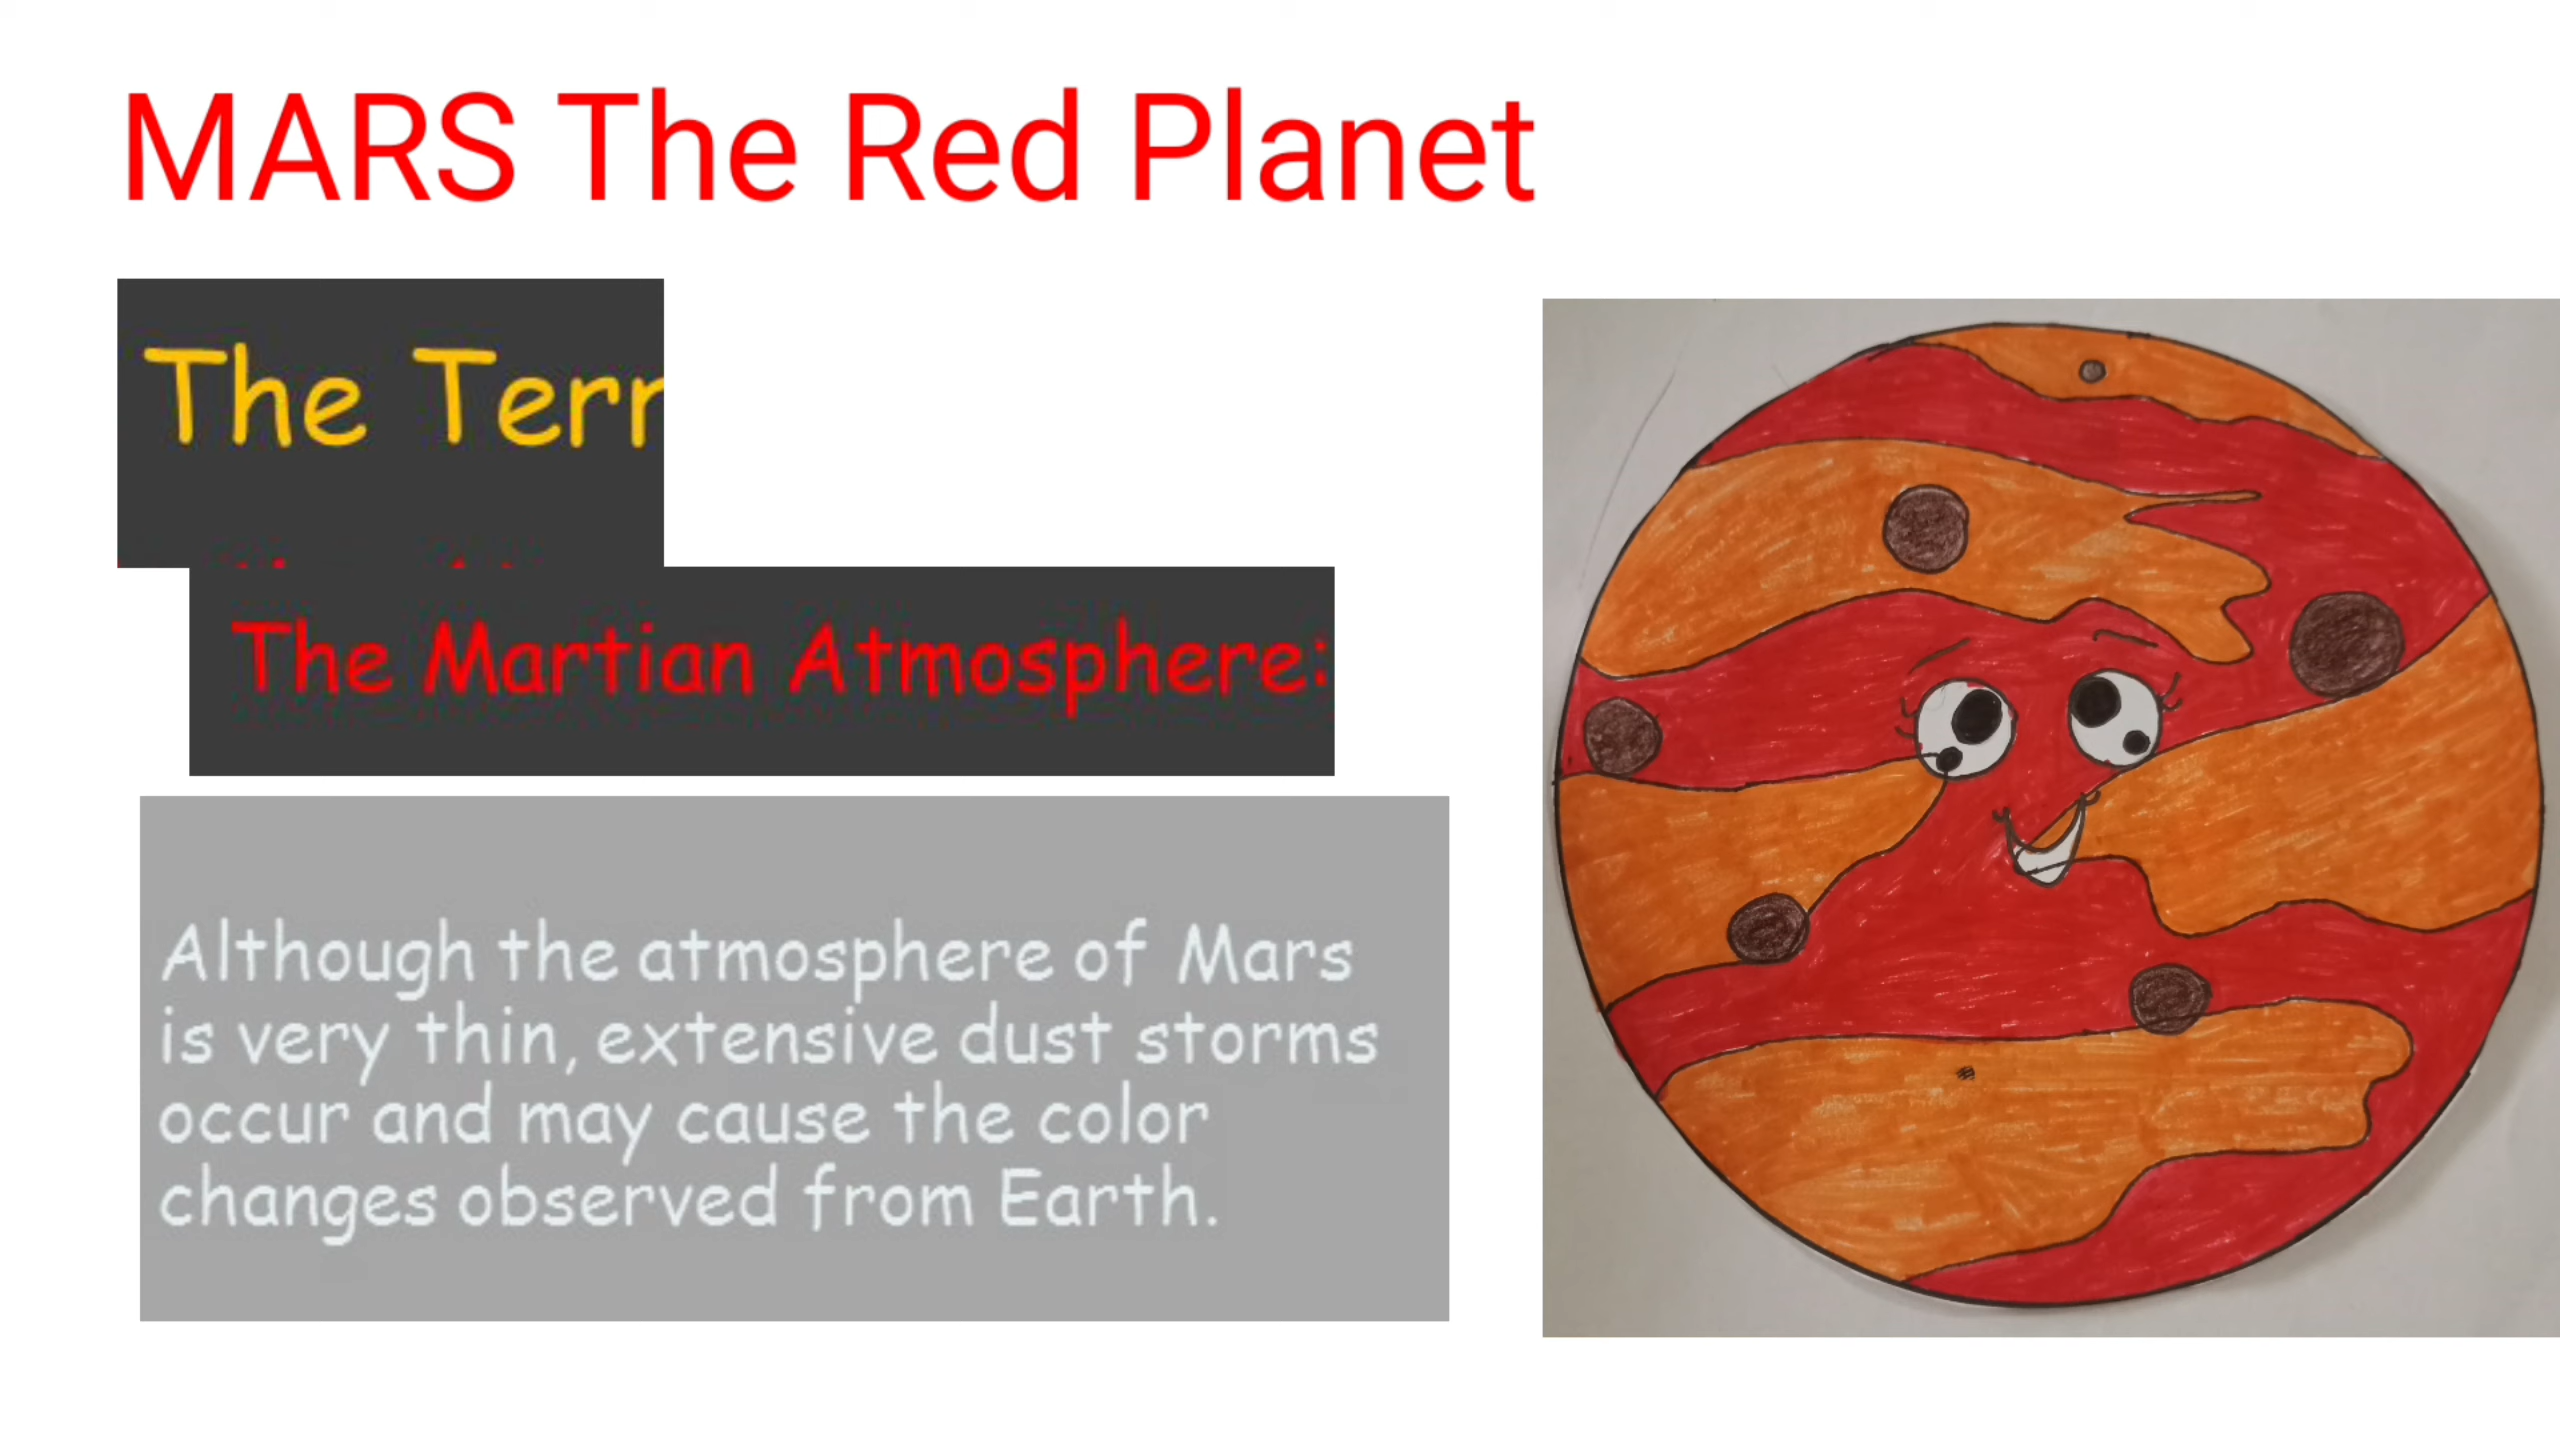 MARS The Red Planet
The Terr
The Martian Atmosphere:
Although the atmosphere of Mars
is very thin, extensive dust storms
occur and may cause the color
changes observed from Earth.